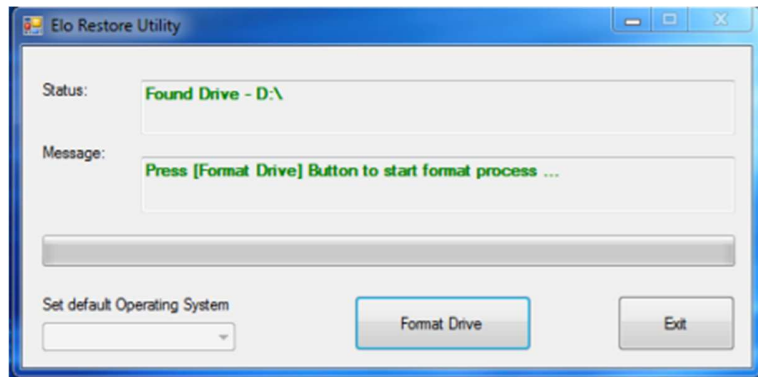 Elo Restore Utility
Status:
Found Drive - D:\
Message:
Press [Format Drive] Button to start format process ...
Set default Operating System
Format Drive
Exit